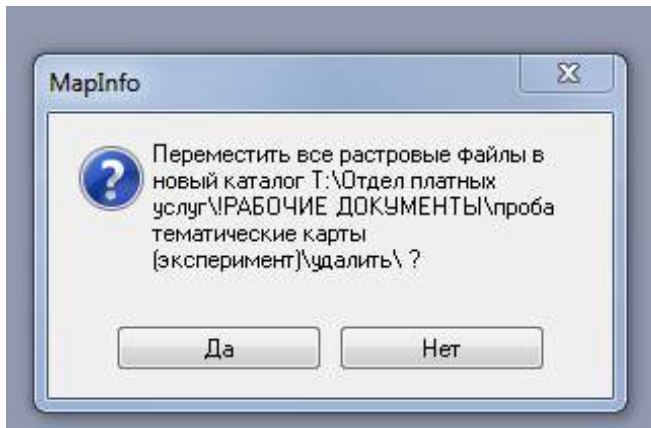 MapInfo
Переместить все растровые файлы в
новый каталог T:\Отдел платных
услуг\!РАБОЧИЕ ДОКУМЕНТЫ\проба
тематические карты
(эксперимент)\удалить\ ?
Да
Нет